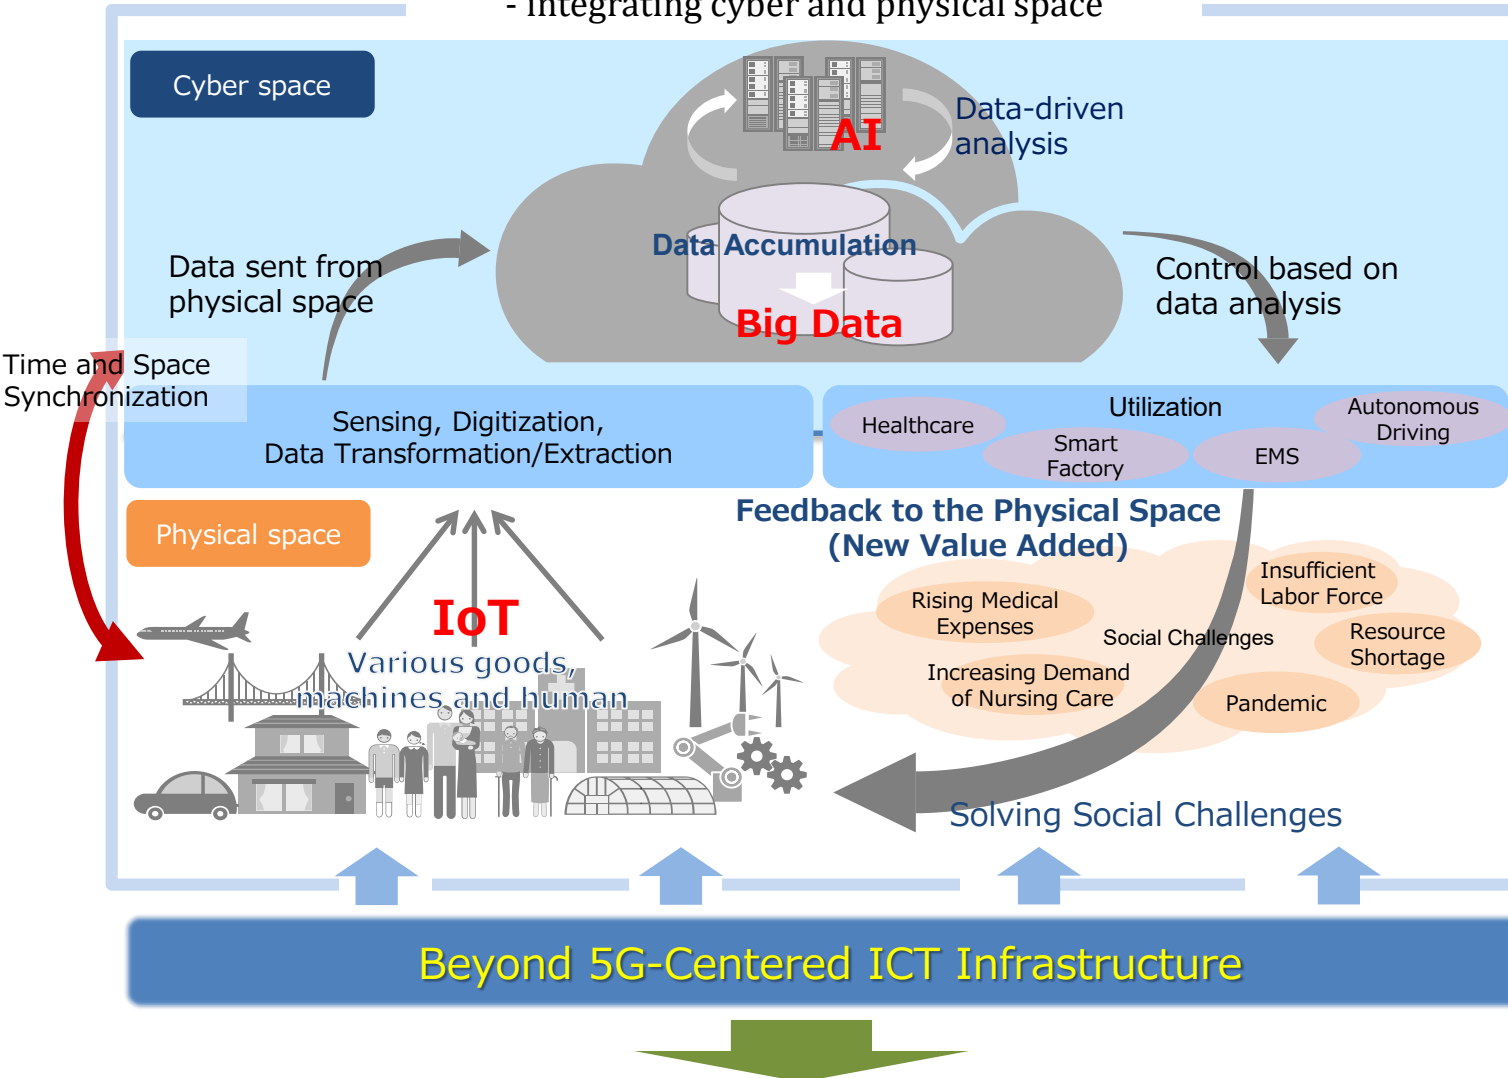 - integrating cyber and physical space
Cyber space
AI
Data-driven
analysis
Data Accumulation
Big Data
Data sent from
physical space
Control based on
data analysis
Time and Space
Synchronization
Sensing, Digitization,
Data Transformation/Extraction
Utilization
Healthcare
Smart
Factory
EMS
Autonomous
Driving
Physical space
Feedback to the Physical Space
(New Value Added)
IoT
Various goods,
machines and human
Rising Medical
Expenses
Insufficient
Labor Force
Social Challenges
Resource
Shortage
Increasing Demand
of Nursing Care
Pandemic
Solving Social Challenges
Beyond 5G-Centered ICT Infrastructure